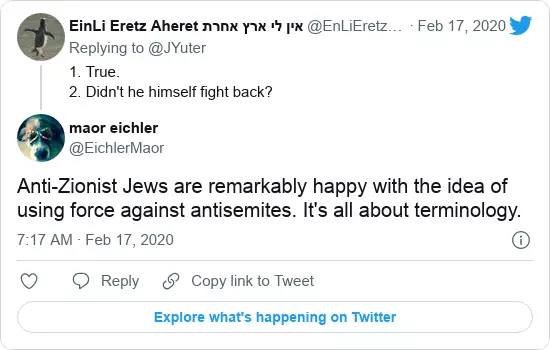 EinLi Eretz Aheret אין לי ארץ אחרת @EnLiEretz… · Feb 17, 2020
Replying to @JYuter
1. True.
2. Didn't he himself fight back?
maor eichler
@EichlerMaor
Anti-Zionist Jews are remarkably happy with the idea of
using force against antisemites. It's all about terminology.
7:17 AM · Feb 17, 2020
Reply
Copy link to Tweet
Explore what's happening on Twitter